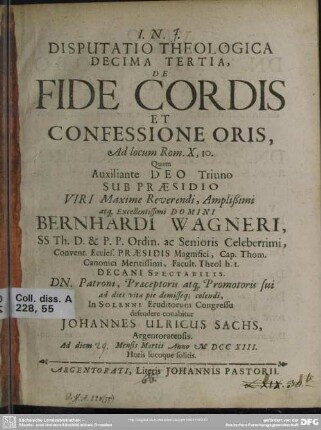 I. N. J.
DISPUTATIO THEOLOGICA
DECIMA TERTIA,
DE
FIDE CORDIS
ET
CONFESSIONE ORIS,
Ad locum Rom. X, 10.
Quam
Auxiliante DEO Triuno
SUB PRÆSIDIO
VIRI Maxime Reverendi, Amplissimi
atq; Excellentissimi DOMINI
BERNHARDI WAGNERI,
SS Th. D. & P. P. Ordin. ac Senioris Celeberrimi,
Convent. Eccles. PRÆSIDIS Magnifici, Cap. Thom.
Canonici Meritissimi, Facult. Theol h. t.
DECANI SPECTABILIS.
DN. Patroni, Præceptoris atq; Promotoris sui
ad dies vitæ pie demisseq; colendi,
In SOLENNI Eruditorum Congressu
defendere conabitur
JOHANNES ULRICUS SACHS,
Argentoratensis.
Ad diem 29. Mensis Martii Anno M DCC XIII.
Horis locoque solitis.
ARGENTORATI, Literis JOHANNIS PASTORII.
Coll. diss. A
228, 55